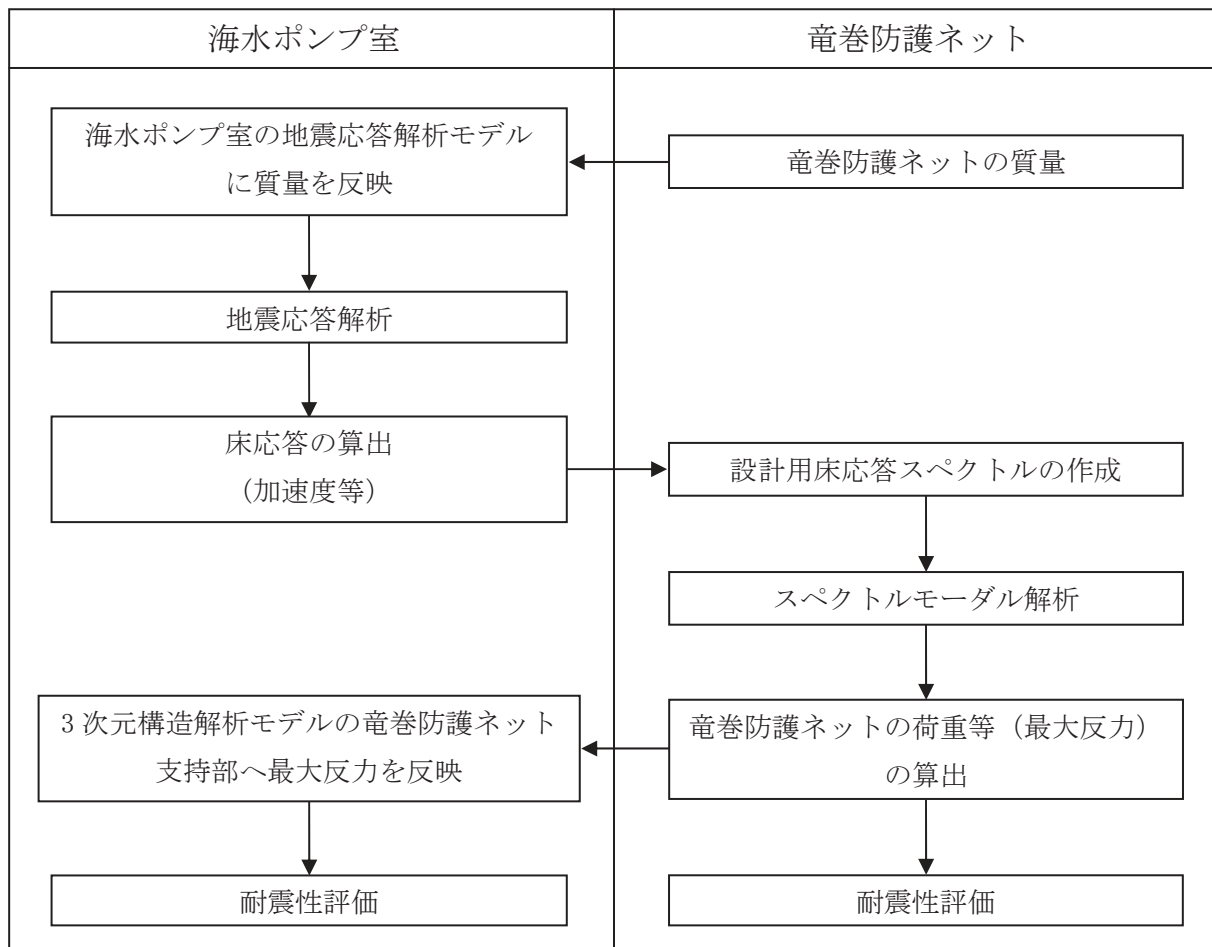 海水ポンプ室
竜巻防護ネット
海水ポンプ室の地震応答解析モデル
に質量を反映
竜巻防護ネットの質量
地震応答解析
床応答の算出
（加速度等）
設計用床応答スペクトルの作成
スペクトルモーダル解析
3次元構造解析モデルの竜巻防護ネット
支持部へ最大反力を反映
竜巻防護ネットの荷重等（最大反力）
の算出
耐震性評価
耐震性評価